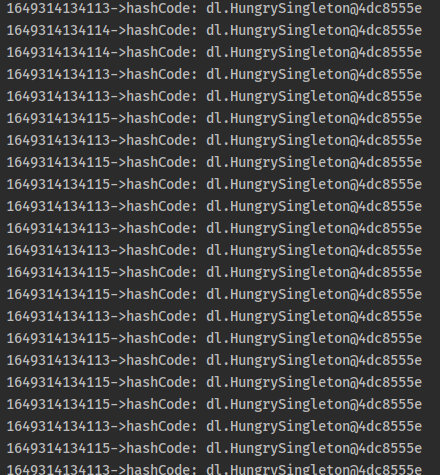 1649314134113->hashCode: dl.HungrySingleton@4dc8555e
1649314134114->hashCode: dl.HungrySingleton@4dc8555e
1649314134114->hashCode: dl.HungrySingleton@4dc8555e
1649314134113->hashCode: dl.HungrySingleton@4dc8555e
1649314134113->hashCode: dl.HungrySingleton@4dc8555e
1649314134115->hashCode: dl.HungrySingleton@4dc8555e
1649314134113->hashCode: dl.HungrySingleton@4dc8555e
1649314134115->hashCode: dl.HungrySingleton@4dc8555e
1649314134115->hashCode: dl.HungrySingleton@4dc8555e
1649314134113->hashCode: dl.HungrySingleton@4dc8555e
1649314134113->hashCode: dl.HungrySingleton@4dc8555e
1649314134113->hashCode: dl.HungrySingleton@4dc8555e
1649314134115->hashCode: dl.HungrySingleton@4dc8555e
1649314134115->hashCode: dl.HungrySingleton@4dc8555e
1649314134113->hashCode: dl.HungrySingleton@4dc8555e
1649314134115->hashCode: dl.HungrySingleton@4dc8555e
1649314134113->hashCode: dl.HungrySingleton@4dc8555e
1649314134115->hashCode: dl.HungrySingleton@4dc8555e
1649314134115->hashCode: dl.HungrySingleton@4dc8555e
1649314134113->hashCode: dl.HungrySingleton@4dc8555e
1649314134115->hashCode: dl.HungrySingleton@4dc8555e
1649314134113->hashCode: dl.HungrySingleton@4dc8555e